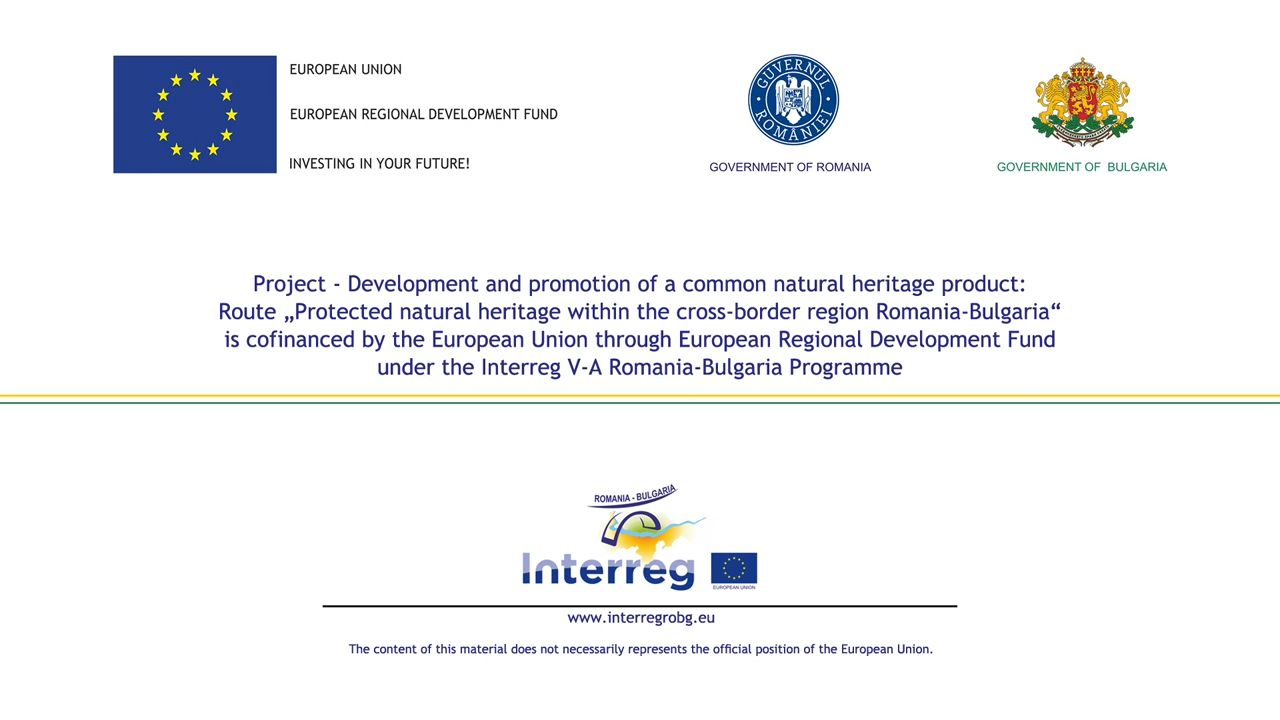 EUROPEAN UNION
EUROPEAN REGIONAL DEVELOPMENT FUND
INVESTING IN YOUR FUTURE!
GUVERNUL ROMÂNIEI
GOVERNMENT OF ROMANIA
GOVERNMENT OF BULGARIA
Project - Development and promotion of a common natural heritage product:
Route „Protected natural heritage within the cross-border region Romania-Bulgaria“
is cofinanced by the European Union through European Regional Development Fund
under the Interreg V-A Romania-Bulgaria Programme
ROMANIA - BULGARIA
Interreg
EUROPEAN UNION
www.interregrobg.eu
The content of this material does not necessarily represents the official position of the European Union.